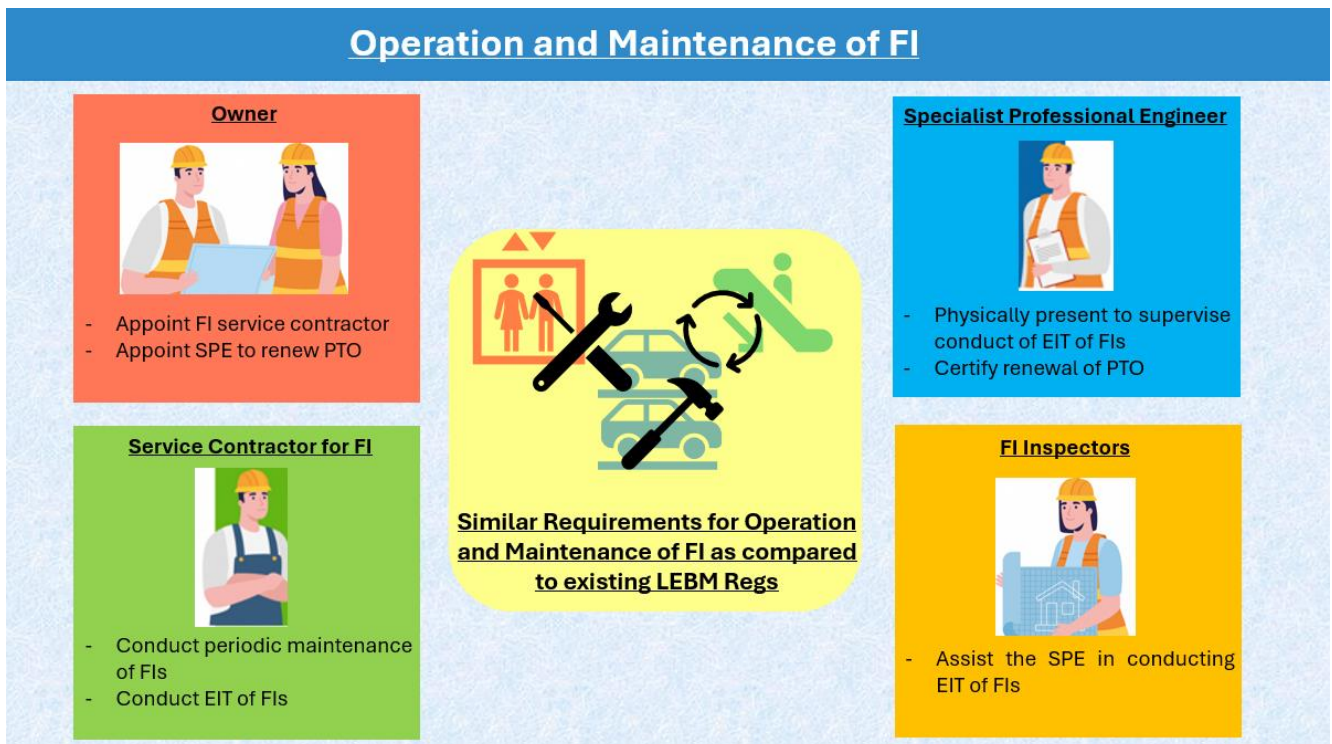 Operation and Maintenance of FI
Owner
- Appoint FI service contractor
- Appoint SPE to renew PTO
Specialist Professional Engineer
- Physically present to supervise
conduct of EIT of FIs
- Certify renewal of PTO
Service Contractor for FI
- Conduct periodic maintenance
of FIs
- Conduct EIT of FIs
Similar Requirements for Operation
and Maintenance of FI as compared
to existing LEBM Regs
FI Inspectors
- Assist the SPE in conducting
EIT of FIs